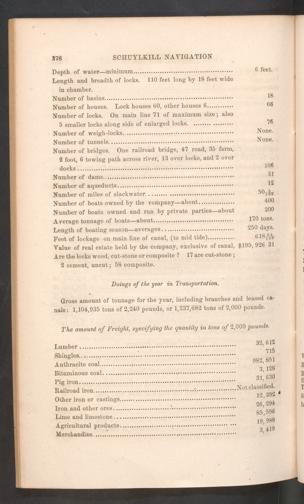 376 SCHUYLKILL NAVIGATION
Depth of water—minimum........ 6 feet.
Length and breadth of locks. 110 feet long by 18 feet wide
in chamber.
Number of basins........ 18
Number of houses. Lock houses 60, other houses 6........ 66
Number of locks. On main line 71 of maximum size; also
5 smaller locks along side of enlarged locks. ........ 76
Number of weigh-locks........ None.
Number of tunnels........ None.
Number of bridges. One railroad bridge, 47 road, 35 farm,
2 foot, 6 towing path across river, 13 over locks, and 2 over
docks........ 106
Number of dams........ 31
Number of aqueducts........ 12
Number of miles of slackwater........ 50
Number of boats owned by the company—about........ 400
Number of boats owned and run by private parties—about 200
Average tonnage of boats—about........ 170 tons.
Length of boating season—averages........ 250 days.
Feet of lockage on main line of canal, (to mid tide)........ 618
Value of real estate held by the company, exclusive of canal, $195,926 31
Are the locks wood, cut-stone or composite? 17 are cut-stone;
2 cement, uncut; 58 composite.
Doings of the year in Transportation.
Gross amount of tonnage for the year, including branches and leased ca-
nals: 1,104,935 tons of 2,240 pounds, or 1,237,682 tons of 2,000 pounds.
The amount of Freight, specifying the quantity in tons of 2,000 pounds.
Lumber........ 32,612
Shingles........ 715
Anthracite coal........ 982,851
Bituminous coal........ 3,126
Pig iron........ 31,630
Railroad iron........ Not classified.
Other iron or castings........ 12,392
Iron and other ores........ 26,294
Lime and limestone........ 85,596
Agricultural products........ 19,988
Merchandise........ 3,419